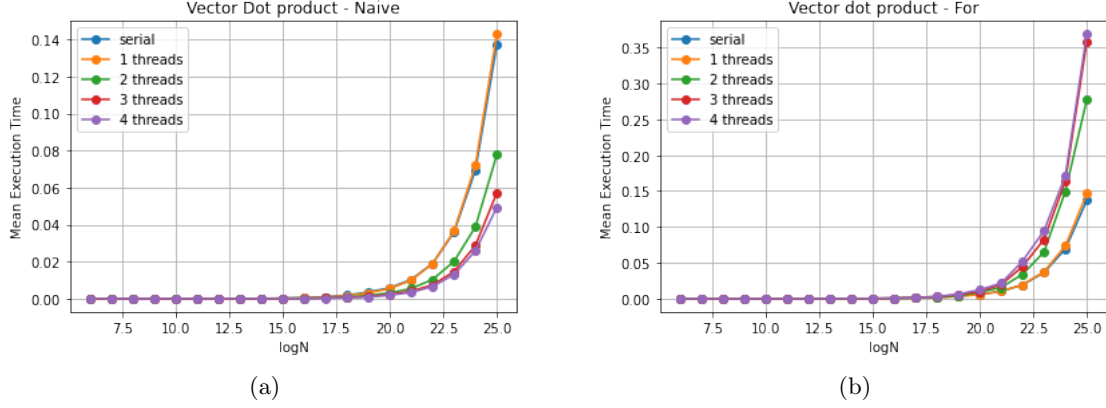 Vector Dot product - Naive
Mean Execution Time
0.14
0.12
0.10
0.08
0.06
0.04
0.02
0.00
serial
1 threads
2 threads
3 threads
4 threads
7.5 10.0 12.5 15.0 17.5 20.0 22.5 25.0
logN
(a)
Vector dot product - For
Mean Execution Time
0.35
0.30
0.25
0.20
0.15
0.10
0.05
0.00
serial
1 threads
2 threads
3 threads
4 threads
7.5 10.0 12.5 15.0 17.5 20.0 22.5 25.0
logN
(b)